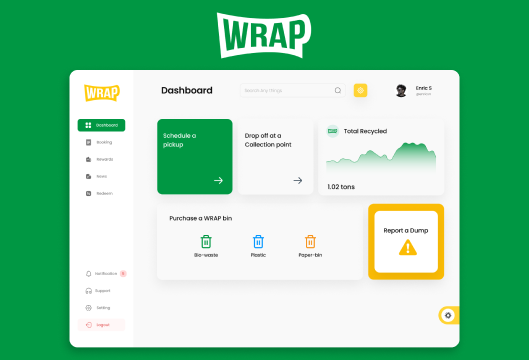 WRAP
WRAP
Dashboard
Search any things
Enric S
Dashboard
Booking
Rewards
News
Redeem
Schedule a
pickup
Drop off at a
Collection point
Total Recycled
1.02 tons
Purchase a WRAP bin
Bio-waste
Plastic
Paper-bin
Report a Dump
Notification
Support
Setting
Logout